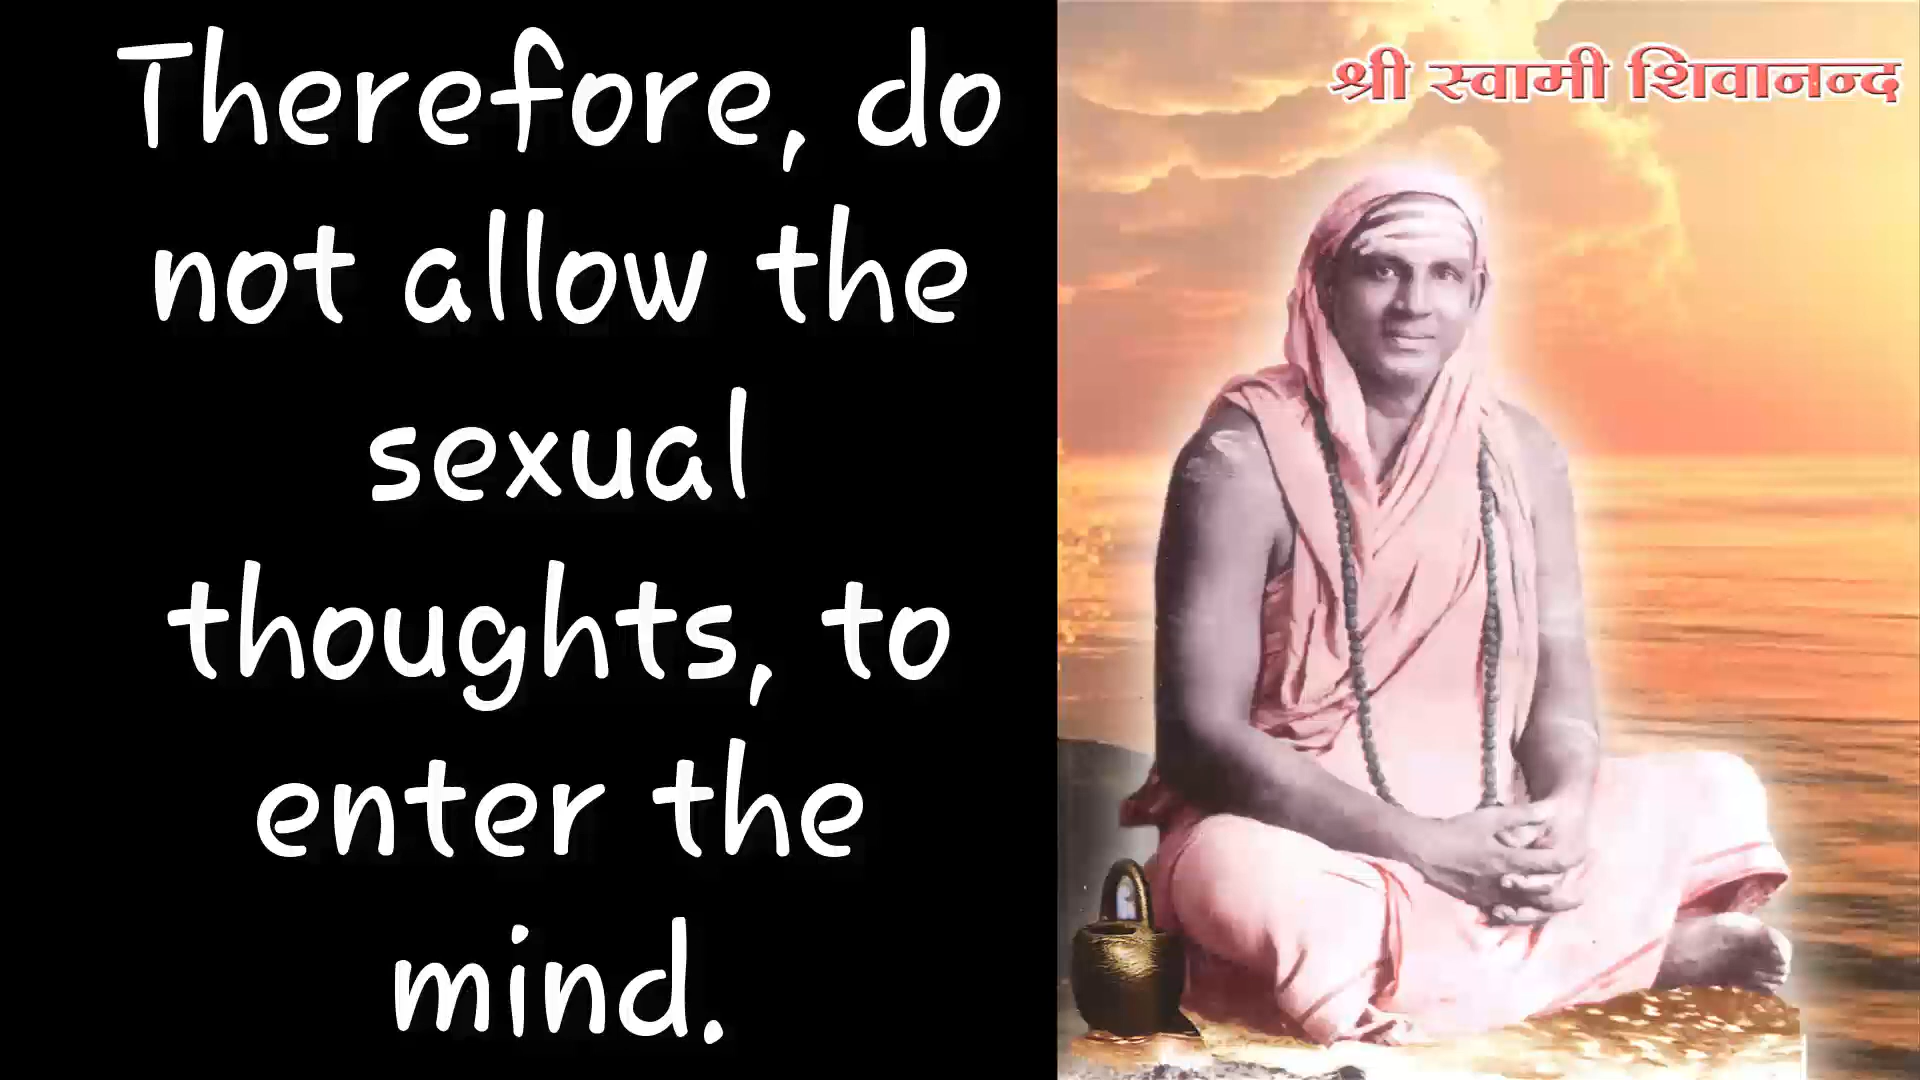 Therefore, do
not allow the
sexual
thoughts, to
enter the
mind.
श्री स्वामी शिवानन्द